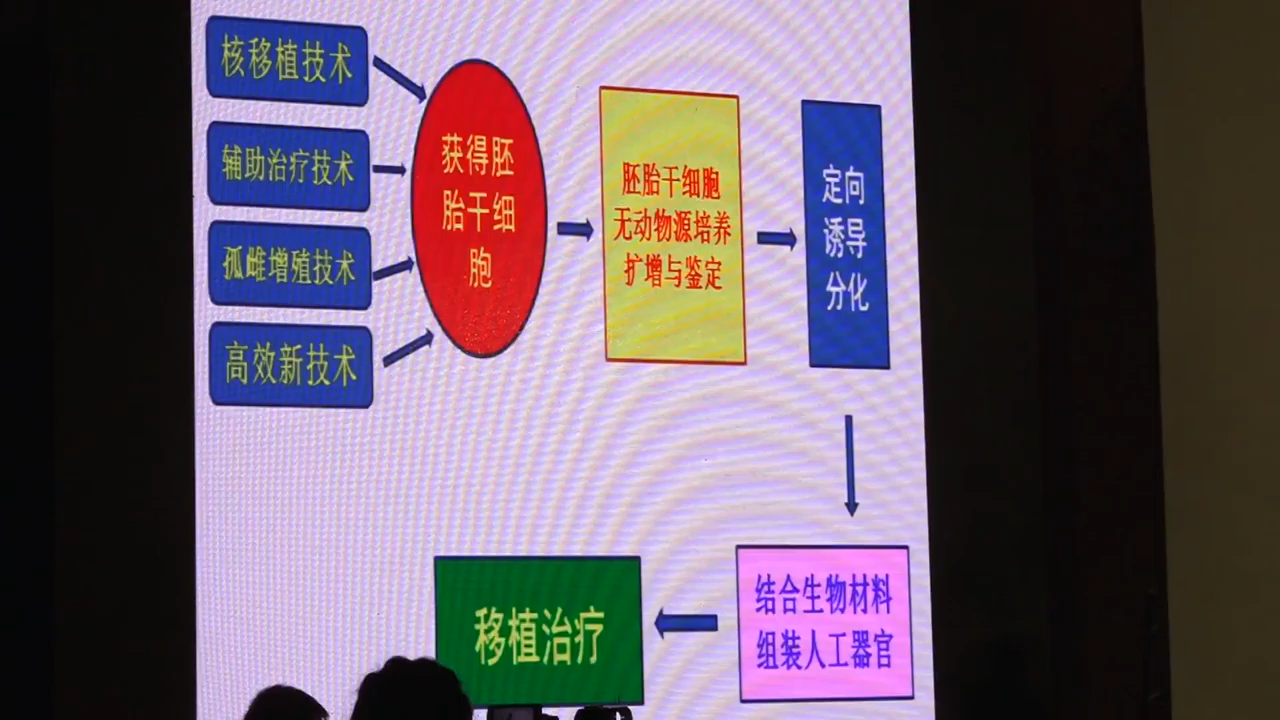 核移植技术
辅助治疗技术
孤雌增殖技术
高效新技术
获得胚
胎干细
胞
胚胎干细胞
无动物源培养
扩增与鉴定
定向
诱导
分化
结合生物材料
组装人工器官
移植治疗